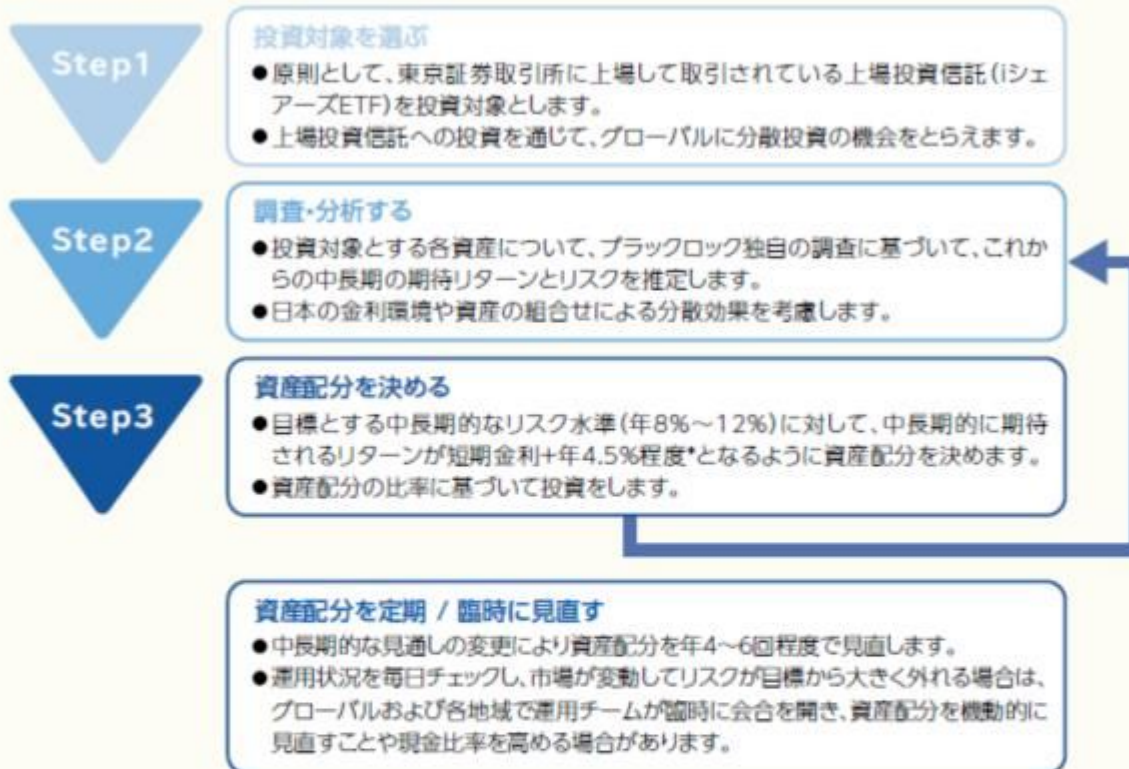 Step1
投資対象を選ぶ
●原則として、東京証券取引所に上場して取引されている上場投資信託(iシェ
アーズETF)を投資対象とします。
●上場投資信託への投資を通じて、グローバルに分散投資の機会をとらえます。
Step2
調査・分析する
●投資対象とする各資産について、ブラックロック独自の調査に基づいて、これか
らの中長期の期待リターンとリスクを推定します。
●日本の金利環境や資産の組合せによる分散効果を考慮します。
Step3
資産配分を決める
●目標とする中長期的なリスク水準(年8%～12%)に対して、中長期的に期待
されるリターンが短期金利+年4.5%程度*となるように資産配分を決めます。
●資産配分の比率に基づいて投資をします。
資産配分を定期 / 臨時に見直す
●中長期的な見通しの変更により資産配分を年4～6回程度で見直します。
●運用状況を毎日チェックし、市場が変動してリスクが目標から大きく外れる場合は、
グローバルおよび各地域で運用チームが臨時に会合を開き、資産配分を機動的に
見直すことや現金比率を高める場合があります。